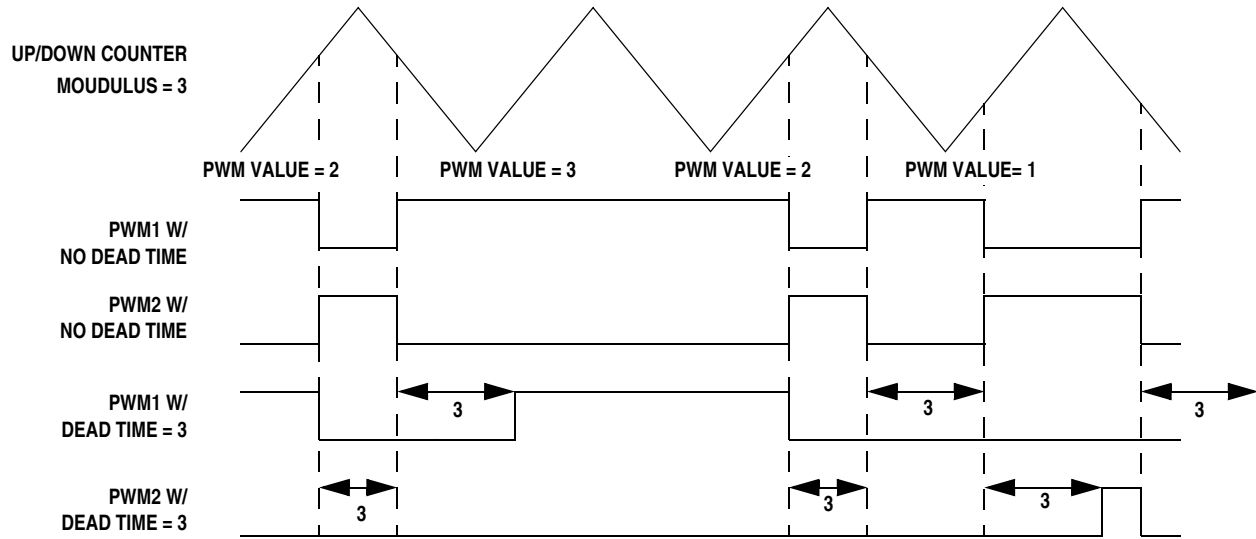 UP/DOWN COUNTER
MOUDULUS = 3
PWM VALUE = 2
PWM VALUE = 3
PWM VALUE = 2
PWM VALUE= 1
PWM1 W/
NO DEAD TIME
PWM2 W/
NO DEAD TIME
PWM1 W/
DEAD TIME = 3
3
3
3
PWM2 W/
DEAD TIME = 3
3
3
3